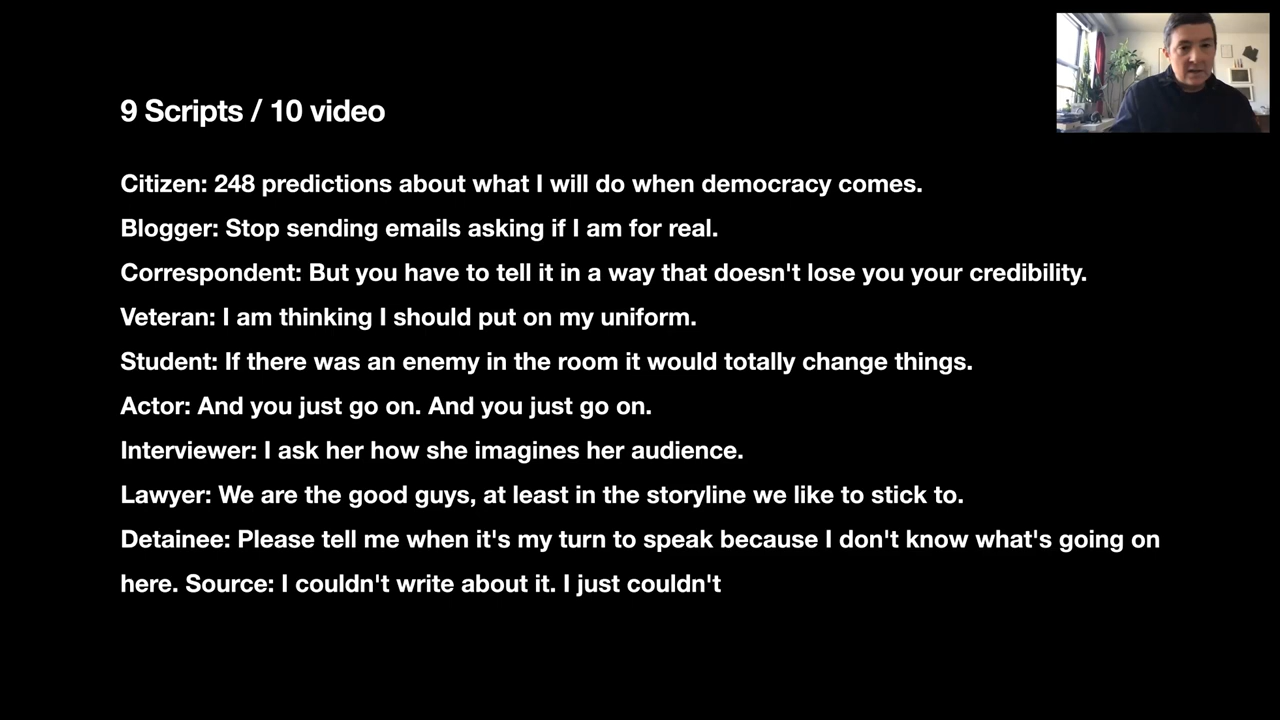 9 Scripts / 10 video
Citizen: 248 predictions about what I will do when democracy comes.
Blogger: Stop sending emails asking if I am for real.
Correspondent: But you have to tell it in a way that doesn't lose you your credibility.
Veteran: I am thinking I should put on my uniform.
Student: If there was an enemy in the room it would totally change things.
Actor: And you just go on. And you just go on.
Interviewer: I ask her how she imagines her audience.
Lawyer: We are the good guys, at least in the storyline we like to stick to.
Detainee: Please tell me when it's my turn to speak because I don't know what's going on
here. Source: I couldn't write about it. I just couldn't